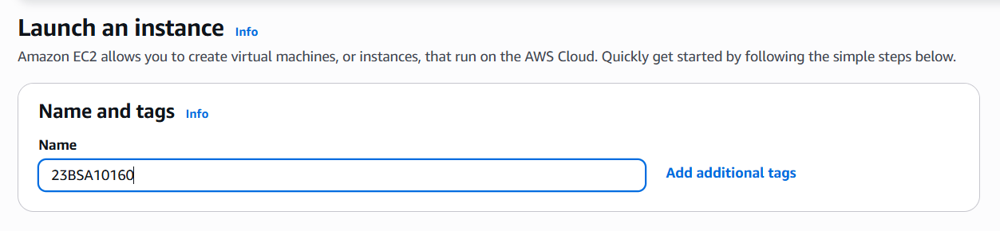 Launch an instance Info
Amazon EC2 allows you to create virtual machines, or instances, that run on the AWS Cloud. Quickly get started by following the simple steps below.
Name and tags Info
Name
23BSA10160 Add additional tags